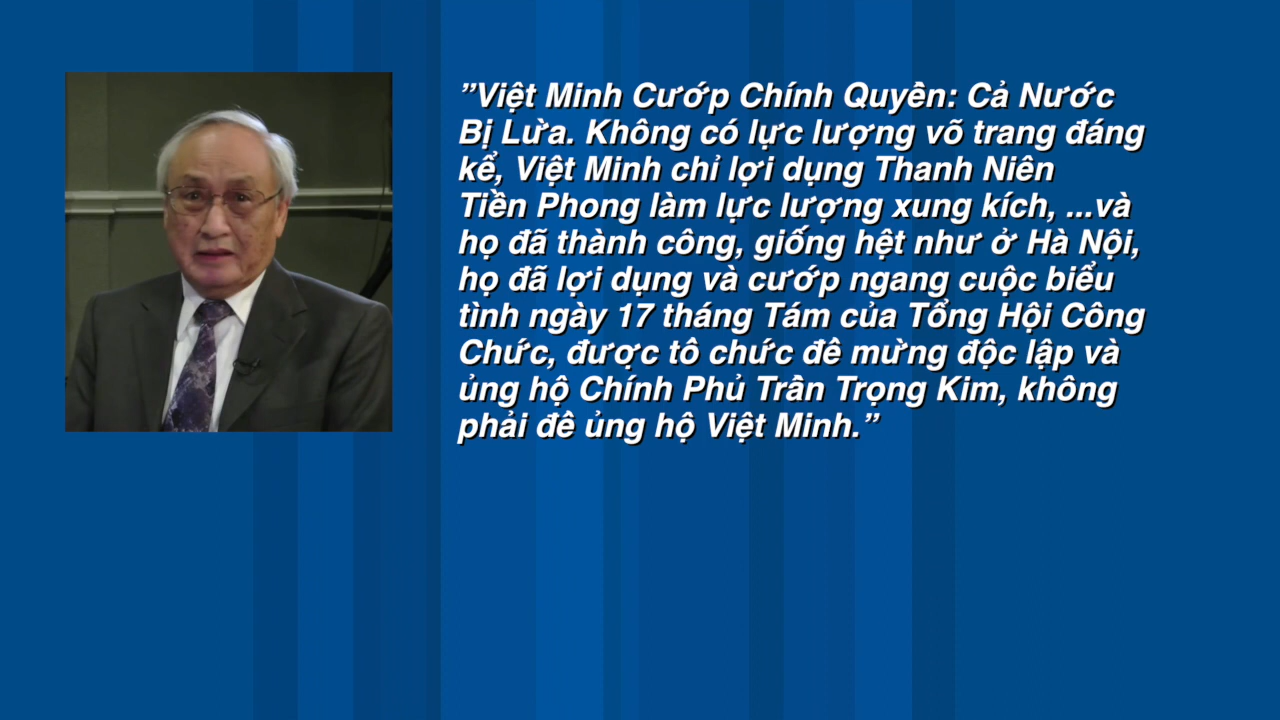 ”Việt Minh Cướp Chính Quyền: Cả Nước
Bị Lừa. Không có lực lượng võ trang đáng
kể, Việt Minh chỉ lợi dụng Thanh Niên
Tiền Phong làm lực lượng xung kích, ...và
họ đã thành công, giống hệt như ở Hà Nội,
họ đã lợi dụng và cướp ngang cuộc biểu
tình ngày 17 tháng Tám của Tổng Hội Công
Chức, được tô chức đê mừng độc lập và
ủng hộ Chính Phủ Trần Trọng Kim, không
phải đê ủng hộ Việt Minh.”